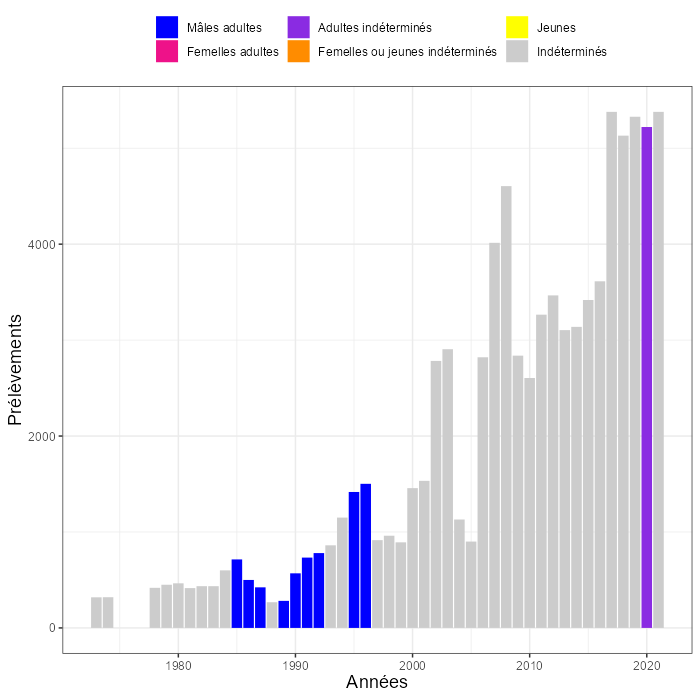 Mâles adultes
Adultes indéterminés
Jeunes
Femelles adultes
Femelles ou jeunes indéterminés
Indéterminés
Prélèvements
4000
2000
0
1980
1990
2000
2010
2020
Années